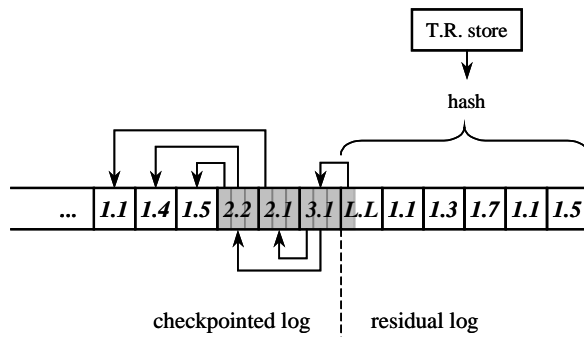 T.R. store
hash
... 1.1 1.4 1.5 2.2 2.1 3.1 L.L 1.1 1.3 1.7 1.1 1.5
checkpointed log residual log